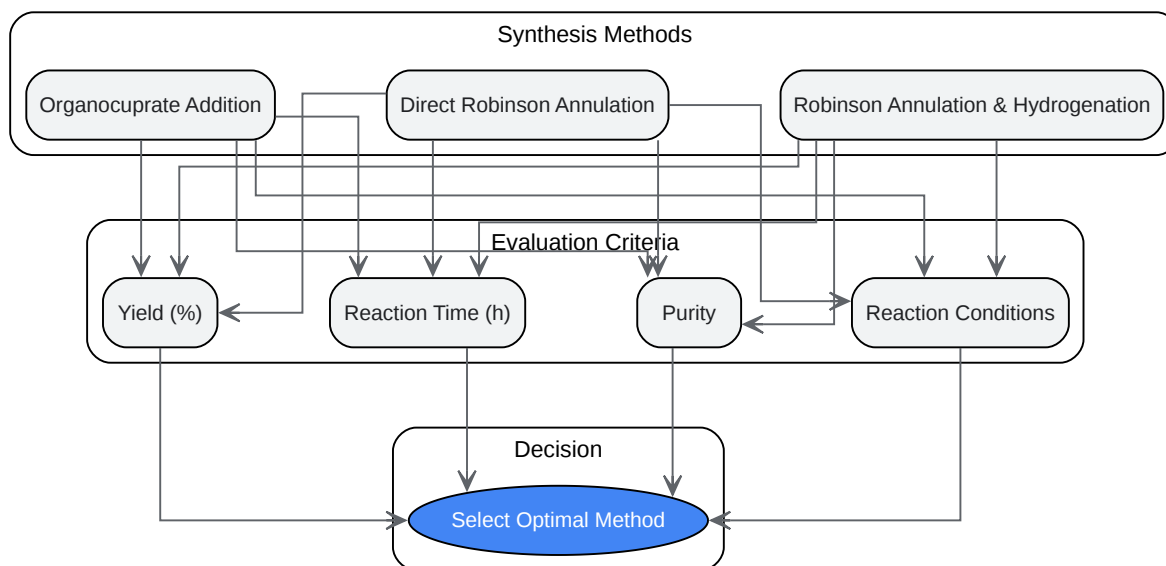 Synthesis Methods
Organocuprate Addition
Direct Robinson Annulation
Robinson Annulation & Hydrogenation
Evaluation Criteria
Yield (%)
Reaction Time (h)
Purity
Reaction Conditions
Decision
Select Optimal Method